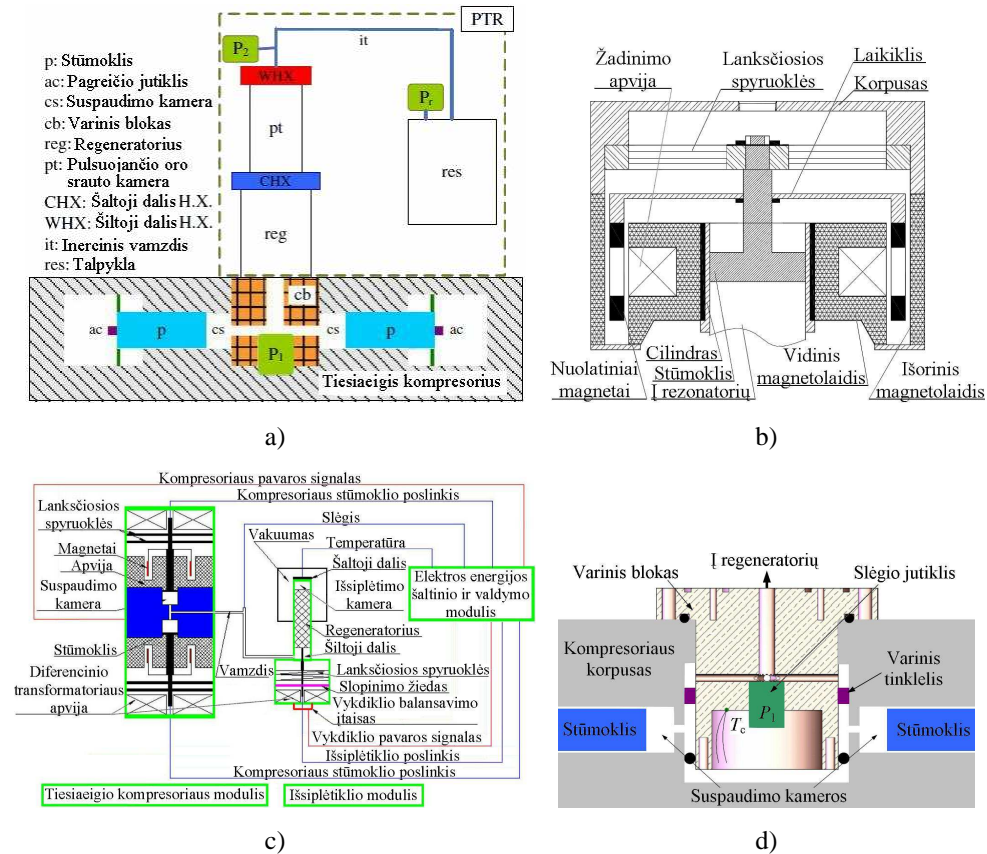 PTR
P2
it
WHX
Pr
pt
res
CHX
reg
p: Stūmoklis
ac: Pagreičio jutiklis
cs: Suspaudimo kamera
cb: Varinis blokas
reg: Regeneratorius
pt: Pulsuojančio oro
srauto kamera
CHX: Šaltoji dalis H.X.
WHX: Šiltoji dalis H.X.
it: Inercinis vamzdis
res: Talpykla
cb
ac
p
cs
cs
p
ac
P1
Tiesiaeigis kompresorius
a)
Žadinimo
apvija
Lanksčiosios
spyruoklės
Laikiklis
Korpusas
Nuolatiniai
magnetai
Cilindras
Stūmoklis
Į rezonatorių
Vidinis
magnetolaidis
Išorinis
magnetolaidis
b)
Kompresoriaus pavaros signalas
Kompresoriaus stūmoklio poslinkis
Lanksčiosios
spyruoklės
Magnetai
Apvija
Suspaudimo
kamera
Stūmoklis
Diferencinio
transformatoriaus
apvija
Slėgis
Vakuumas
Temperatūra
Šaltoji dalis
Išsiplėtimo
kamera
Regeneratorius
Šiltoji dalis
Elektros energijos
šaltinio ir valdymo
modulis
Lanksčiosios spyruoklės
Slopinimo žiedas
Vamzdis
Vykdiklio balansavimo
įtaisas
Vykdiklio pavaros signalas
Išsiplėtiklio poslinkis
Kompresoriaus stūmoklio poslinkis
Tiesiaeigio kompresoriaus modulis
Išsiplėtiklio modulis
c)
Į regeneratorių
Varinis blokas
Slėgio jutiklis
Kompresoriaus
korpusas
Varinis
tinklelis
P1
Tc
Stūmoklis
Stūmoklis
Suspaudimo kameros
d)